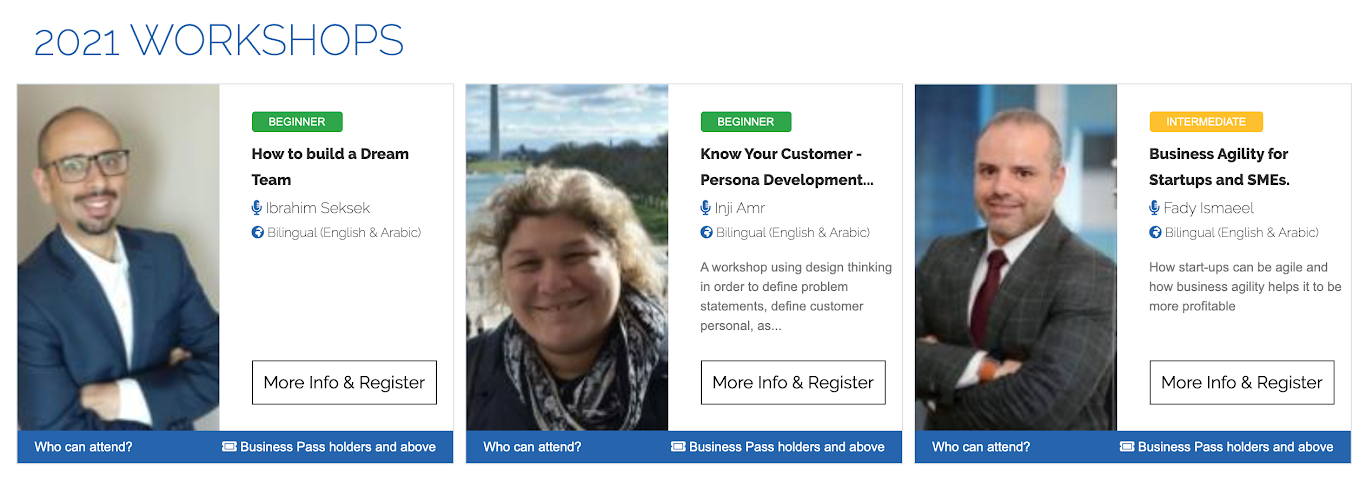 2021 WORKSHOPS
BEGINNER
How to build a Dream
Team
Ibrahim Seksek
Bilingual (English & Arabic)
More Info & Register
Who can attend?
Business Pass holders and above
BEGINNER
Know Your Customer -
Persona Development...
Inji Amr
Bilingual (English & Arabic)
A workshop using design thinking
in order to define problem
statements, define customer
personal, as...
More Info & Register
Who can attend?
Business Pass holders and above
INTERMEDIATE
Business Agility for
Startups and SMEs.
Fady Ismaeel
Bilingual (English & Arabic)
How start-ups can be agile and
how business agility helps it to be
more profitable
More Info & Register
Who can attend?
Business Pass holders and above